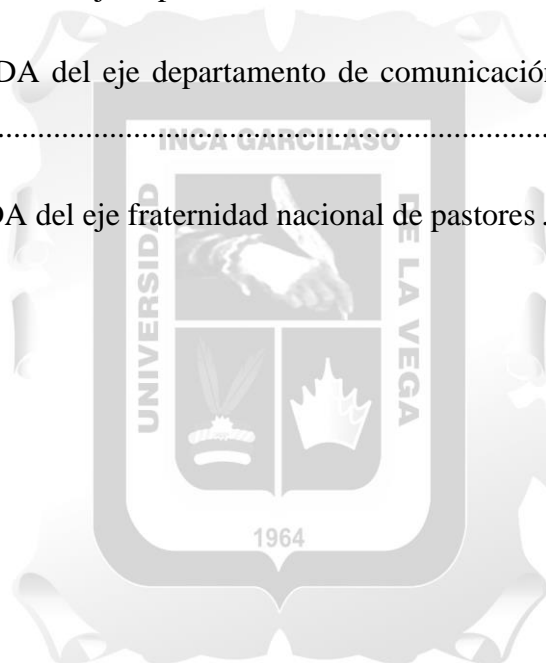 DA del eje departamento de comunicación
..........................................................................
INCA GARCILASO
DA del eje fraternidad nacional de pastores .
UNIVERSIDAD
DE LA VEGA
1964